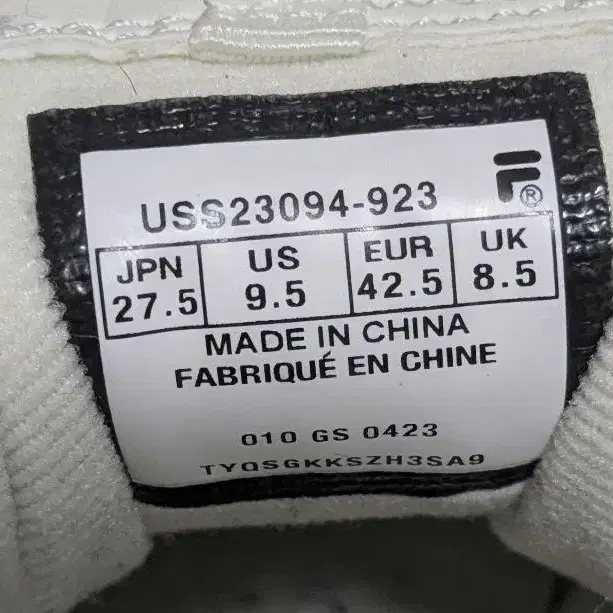 USS23094-923
F®
JPN US EUR UK
27.5 9.5 42.5 8.5
MADE IN CHINA
FABRIQUÉ EN CHINE
010 GS 0423
TYQSGKKSZH3SA9